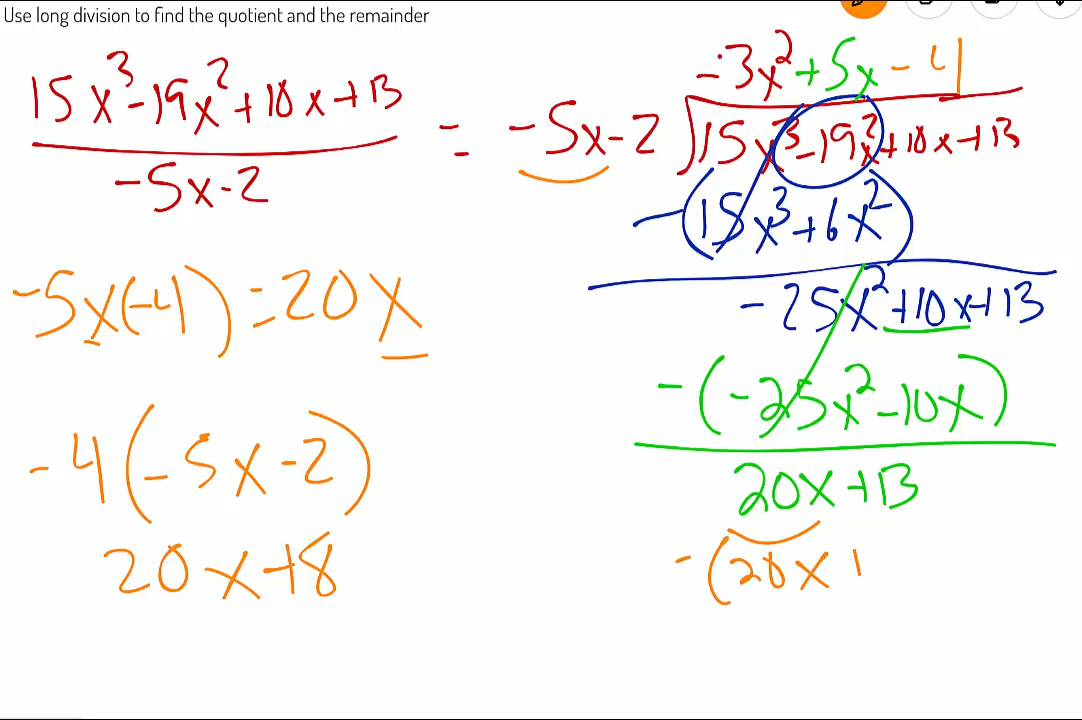 Use long division to find the quotient and the remainder
15x³-19x²+10x+13
-5x-2
=
-3x²+5x-4
-5x-2 15x³-19x²+10x+13
-(15x³+6x²)
-25x²+10x+13
-5x(-4)=20x
-(-25x²-10x)
-4(-5x-2)
20x+13
20x+8
-(20x